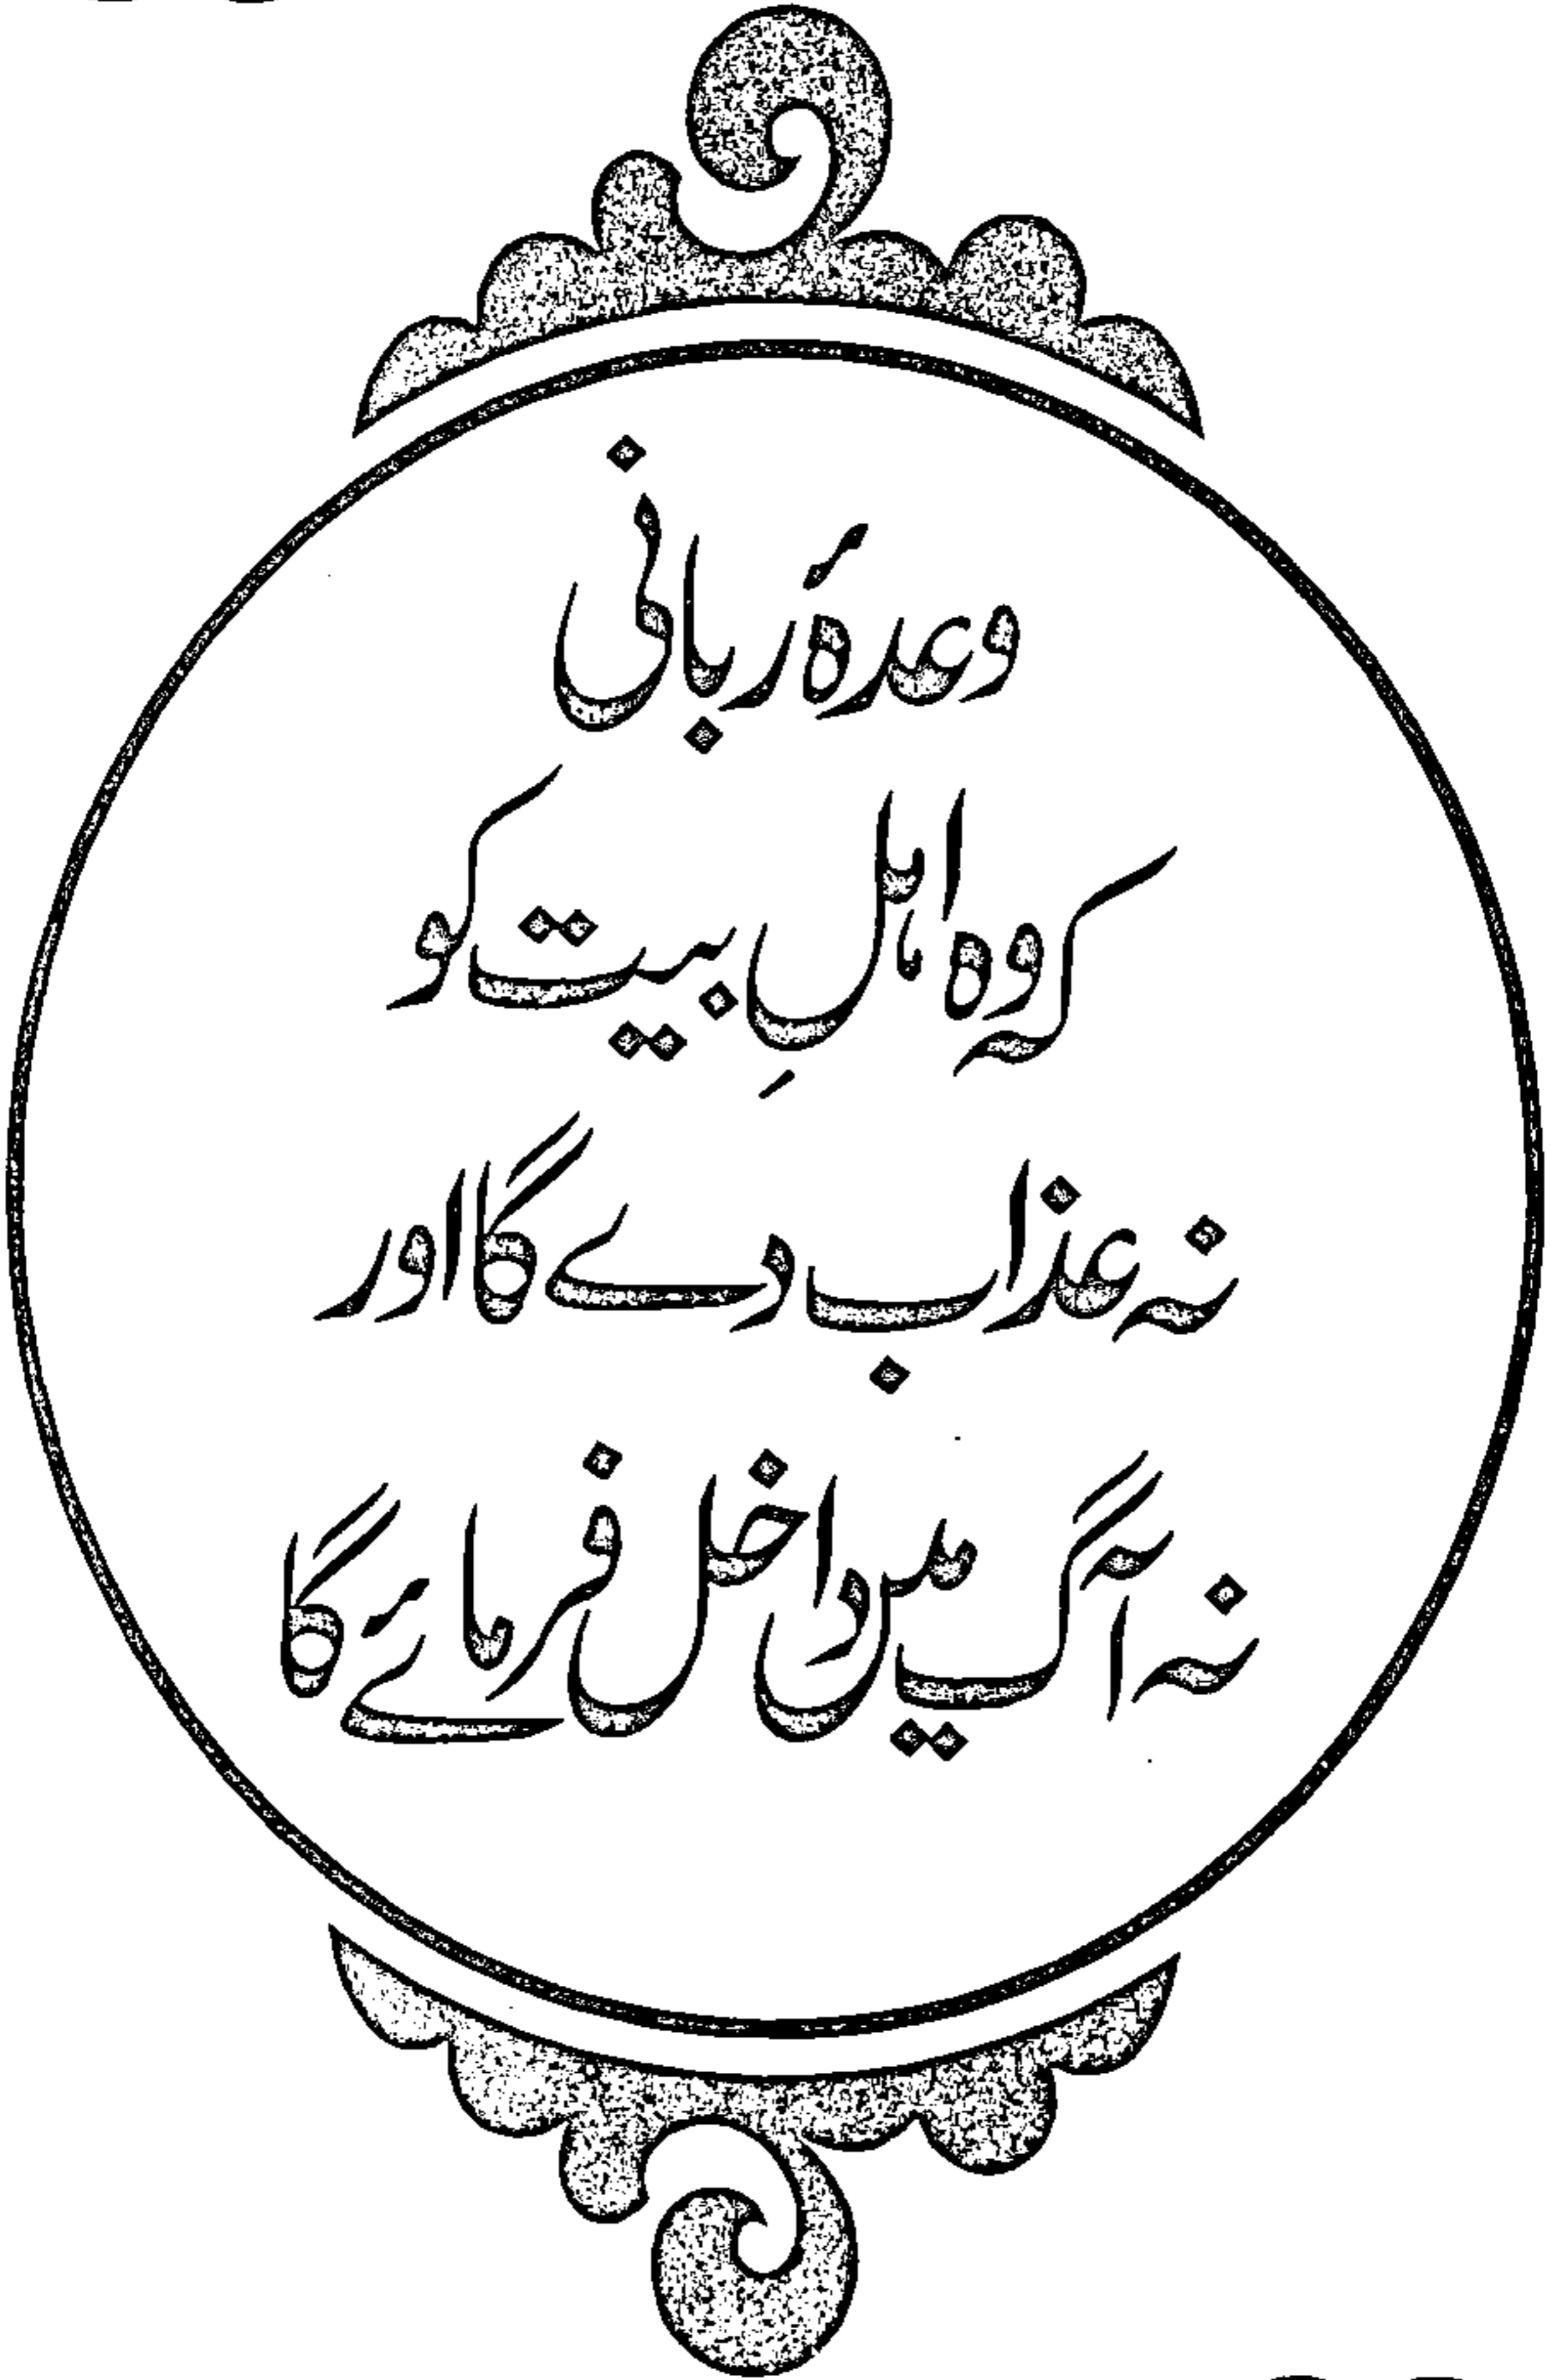 وعدۂ ربانی
کہ وہ اہلِ بیت کو
نہ عذاب دے گا اور
نہ آگ میں داخل فرمائے گا